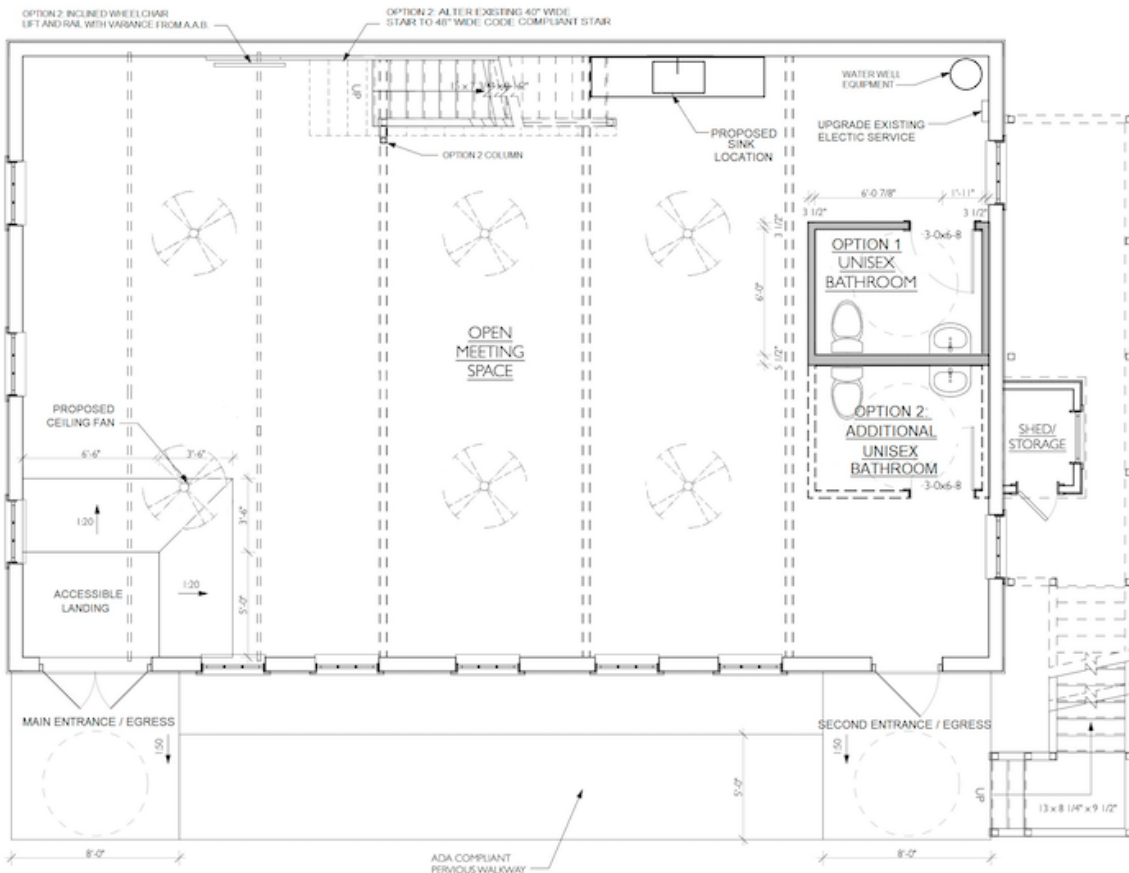 OPTION 2: INCLINED WHEELCHAIR
LIFT AND RAIL WITH VARIANCE FROM A.A.B.
OPTION 2: ALTER EXISTING 40" WIDE
STAIR TO 48" WIDE CODE COMPLIANT STAIR
UP
WATER WELL
EQUIPMENT
UPGRADE EXISTING
ELECTIC SERVICE
PROPOSED
SINK
LOCATION
OPTION 2 COLUMN
6'-0 7/8"
1'-11"
3 1/2"
3 1/2"
3 1/2"
3-0x6-8
OPTION 1
UNISEX
BATHROOM
6'-0"
5 1/2"
OPEN
MEETING
SPACE
OPTION 2:
ADDITIONAL
UNISEX
BATHROOM
3-0x6-8
SHED/
STORAGE
PROPOSED
CEILING FAN
6'-6"
3'-6"
3'-6"
1:20
1:20
5'-0"
ACCESSIBLE
LANDING
MAIN ENTRANCE / EGRESS
SECOND ENTRANCE / EGRESS
1:50
1:50
5'-0"
UP
13 x 8 1/4" x 9 1/2"
8'-0"
8'-0"
ADA COMPLIANT
PERVIOUS WALKWAY